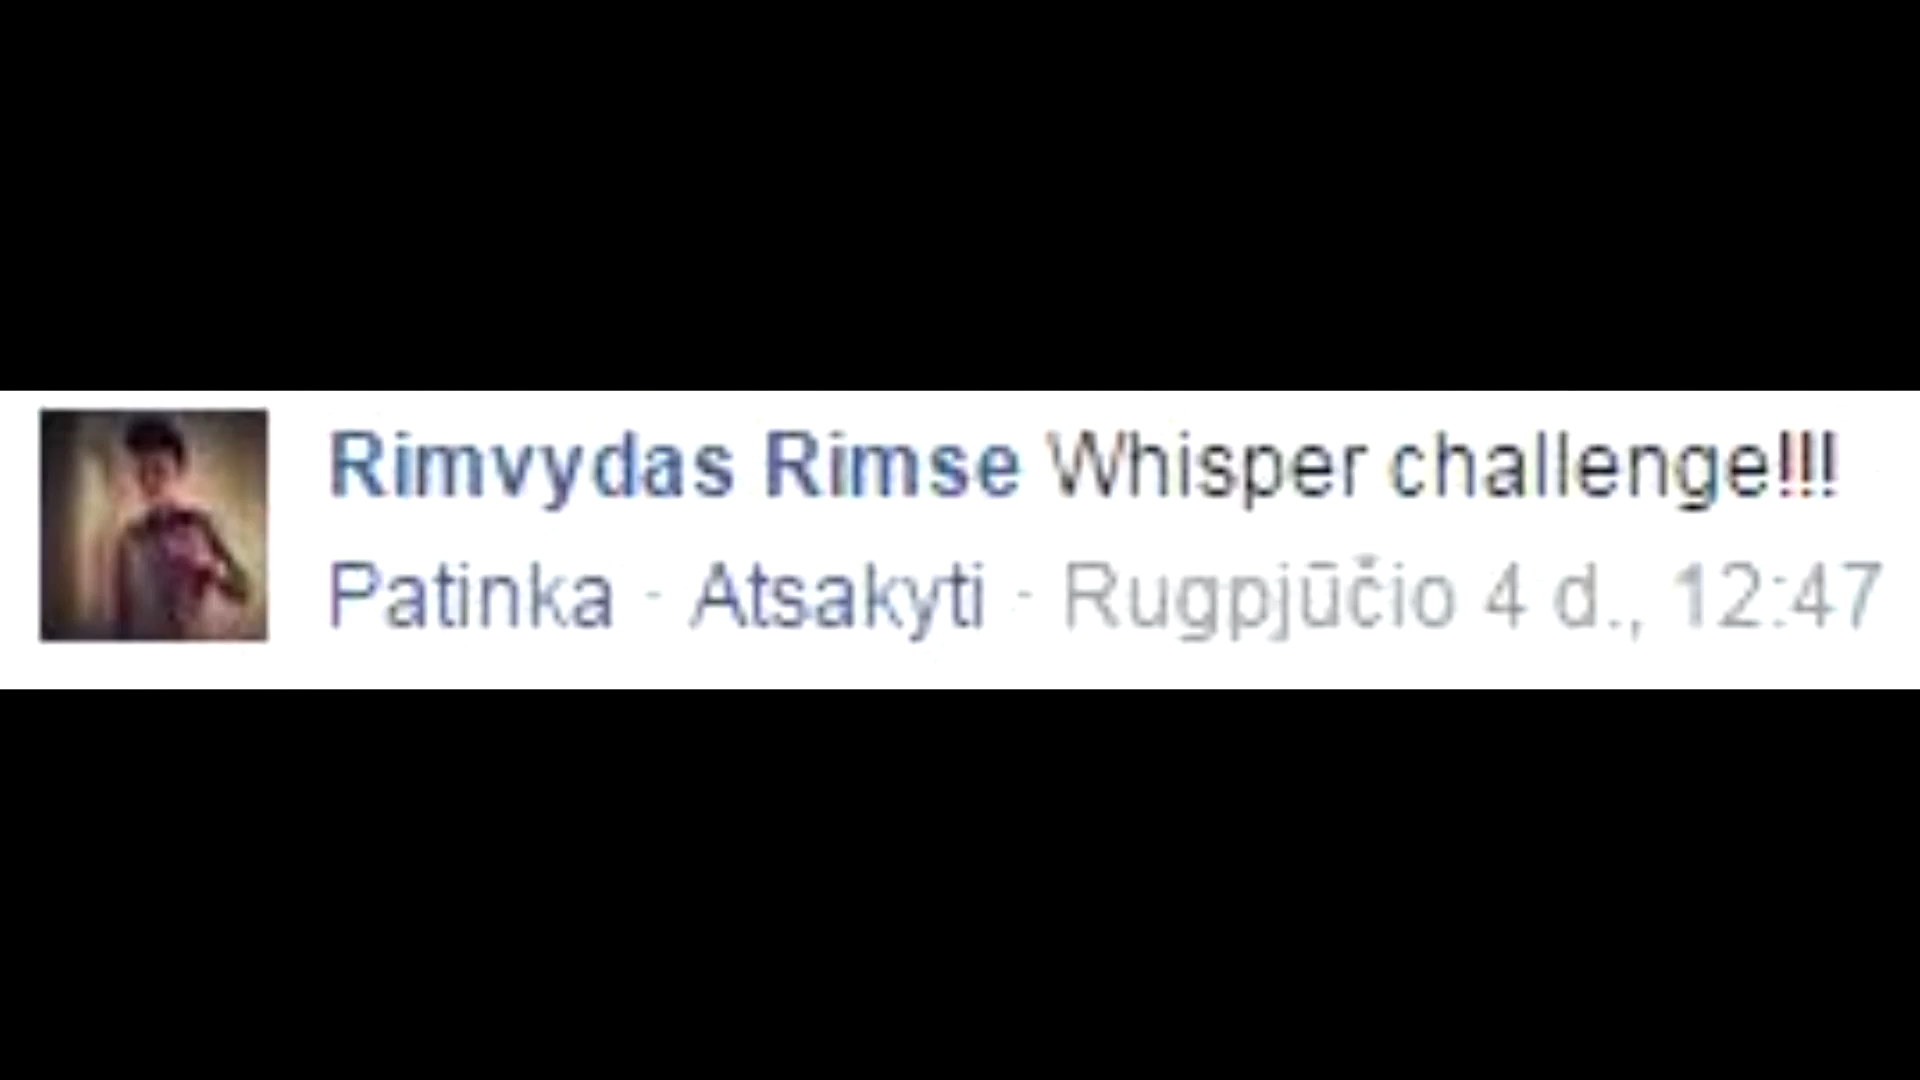 Rimvydas Rimse Whisper challenge!!!
Patinka · Atsakyti · Rugpjūčio 4 d., 12:47